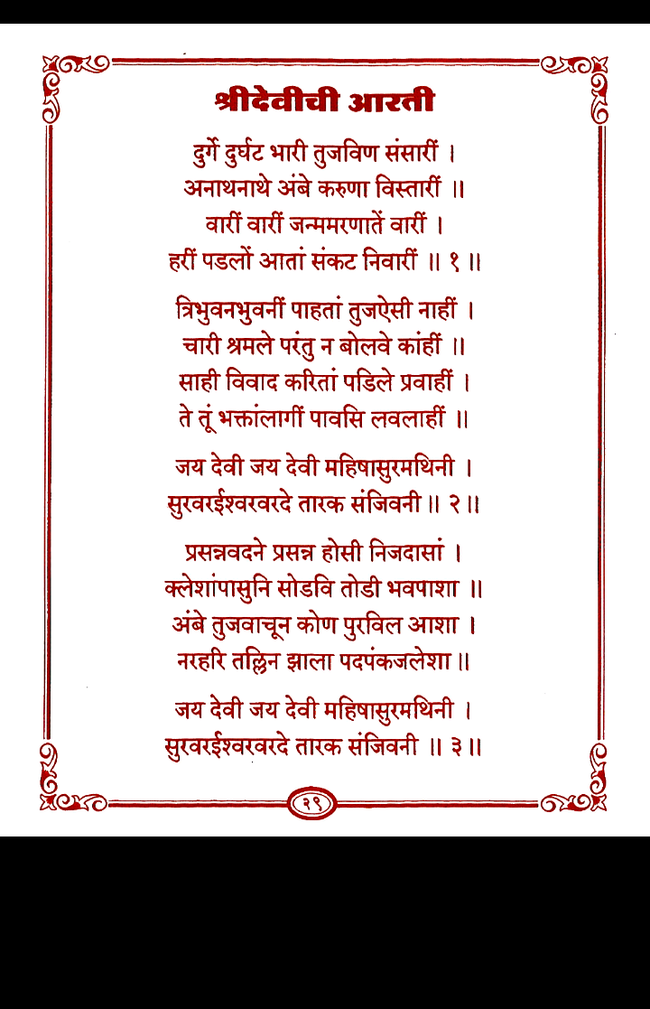 श्रीदेवीची आरती
दुर्गे दुर्घट भारी तुजविण संसारीं ।
अनाथनाथे अंबे करुणा विस्तारीं ॥
वारीं वारीं जन्ममरणातें वारीं ।
हरीं पडलों आतां संकट निवारीं ॥ १ ॥
त्रिभुवनभुवनीं पाहतां तुजऐसी नाहीं ।
चारी श्रमले परंतु न बोलवे कांहीं ॥
साही विवाद करितां पडिले प्रवाहीं ।
ते तूं भक्तांलागीं पावसि लवलाहीं ॥
जय देवी जय देवी महिषासुरमथिनी ।
सुरवरईश्वरवरदे तारक संजिवनी ॥ २ ॥
प्रसन्नवदने प्रसन्न होसी निजदासां ।
क्लेशांपासुनि सोडवि तोडी भवपाशा ॥
अंबे तुजवाचून कोण पुरविल आशा ।
नरहरि तल्लिन झाला पदपंकजलेशा ॥
जय देवी जय देवी महिषासुरमथिनी ।
सुरवरईश्वरवरदे तारक संजिवनी ॥ ३ ॥
२९